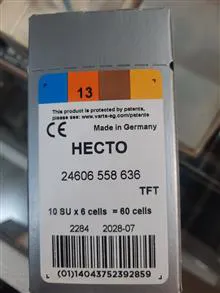 13
This product is protected by patents,
please see: www.varta-ag.com/patents
CE
Made in Germany
HECTO
24606 558 636
TFT
10 SU x 6 cells = 60 cells
2284 2028-07
(01)14043752392859